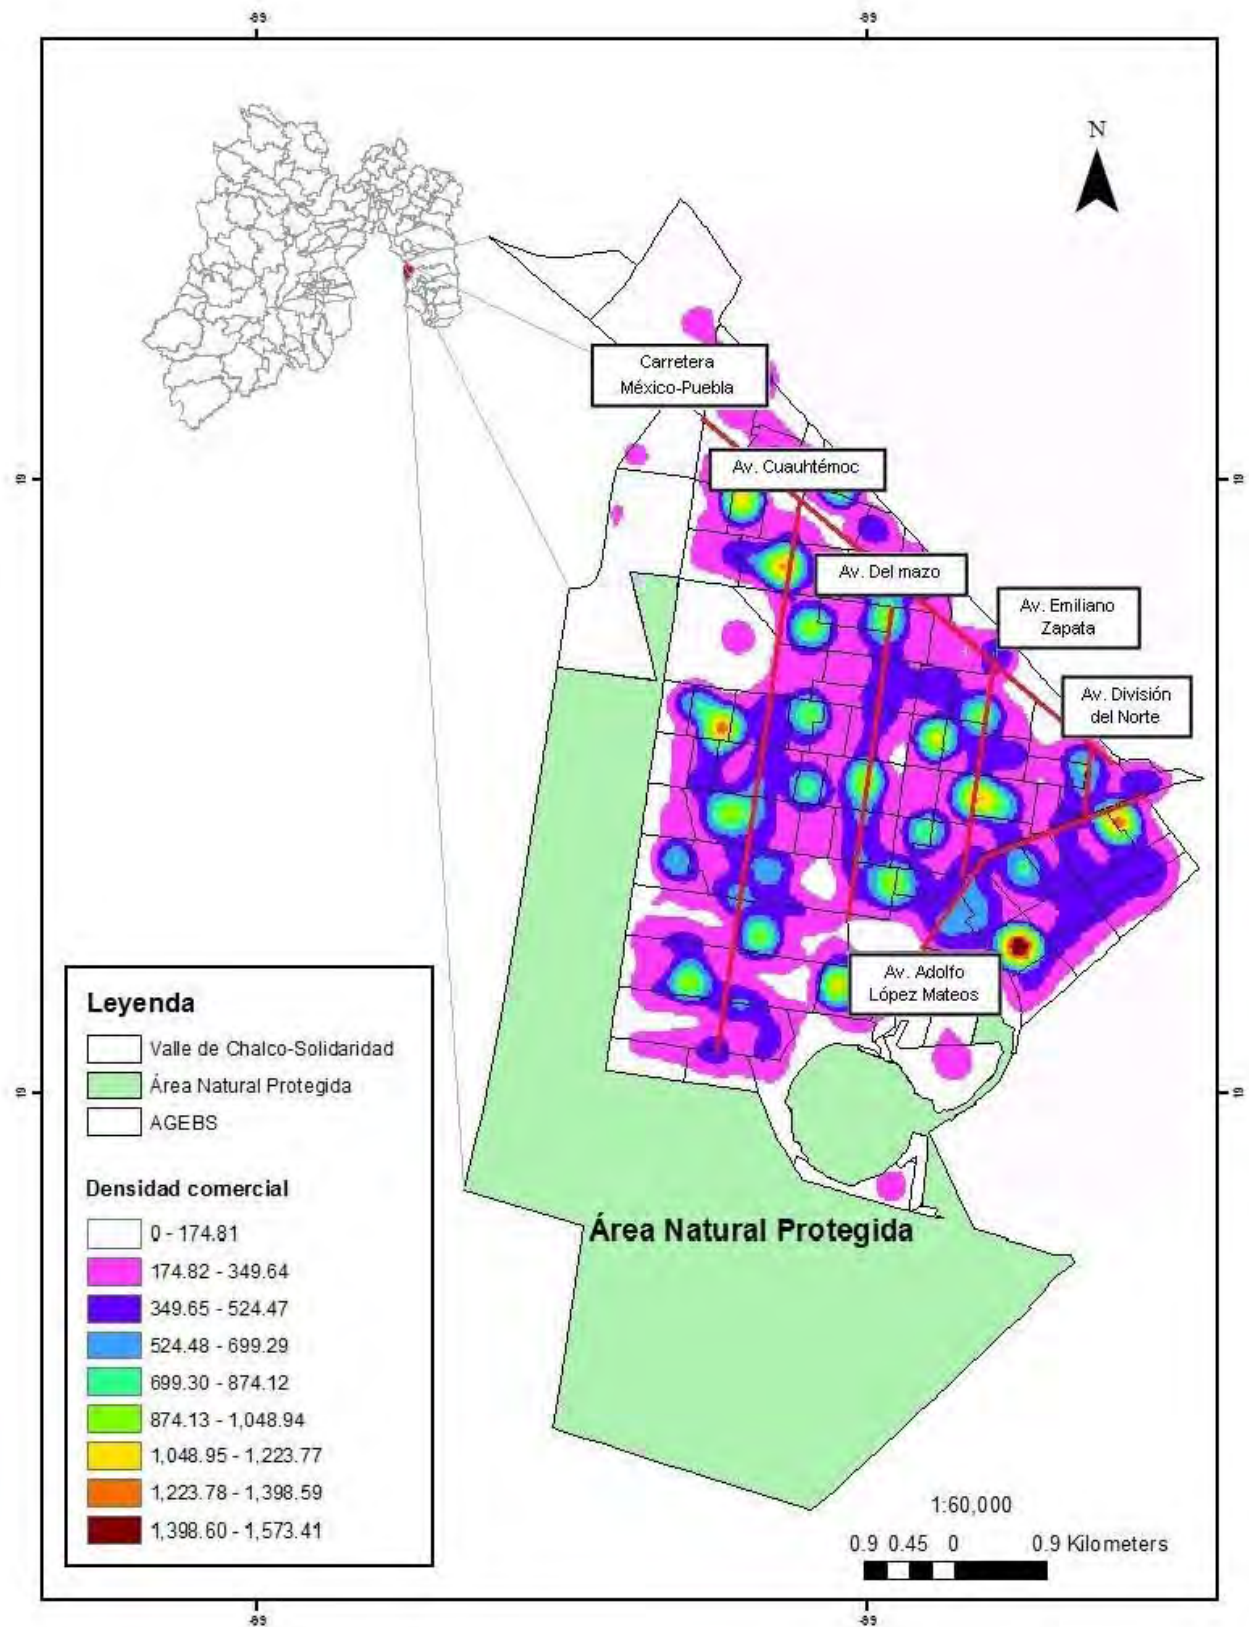 -99
-99
N
Carretera
México-Puebla
Av. Cuauhtémoc
19
19
Av. Del mazo
Av. Emiliano
Zapata
Av. División
del Norte
Av. Adolfo
López Mateos
Leyenda
Valle de Chalco-Solidaridad
Área Natural Protegida
AGEBS
19
19
Densidad comercial
0 - 174.81
174.82 - 349.64
349.65 - 524.47
524.48 - 699.29
699.30 - 874.12
874.13 - 1,048.94
1,048.95 - 1,223.77
1,223.78 - 1,398.59
1,398.60 - 1,573.41
Área Natural Protegida
1:60,000
0.9 0.45 0 0.9 Kilometers
-99
-99